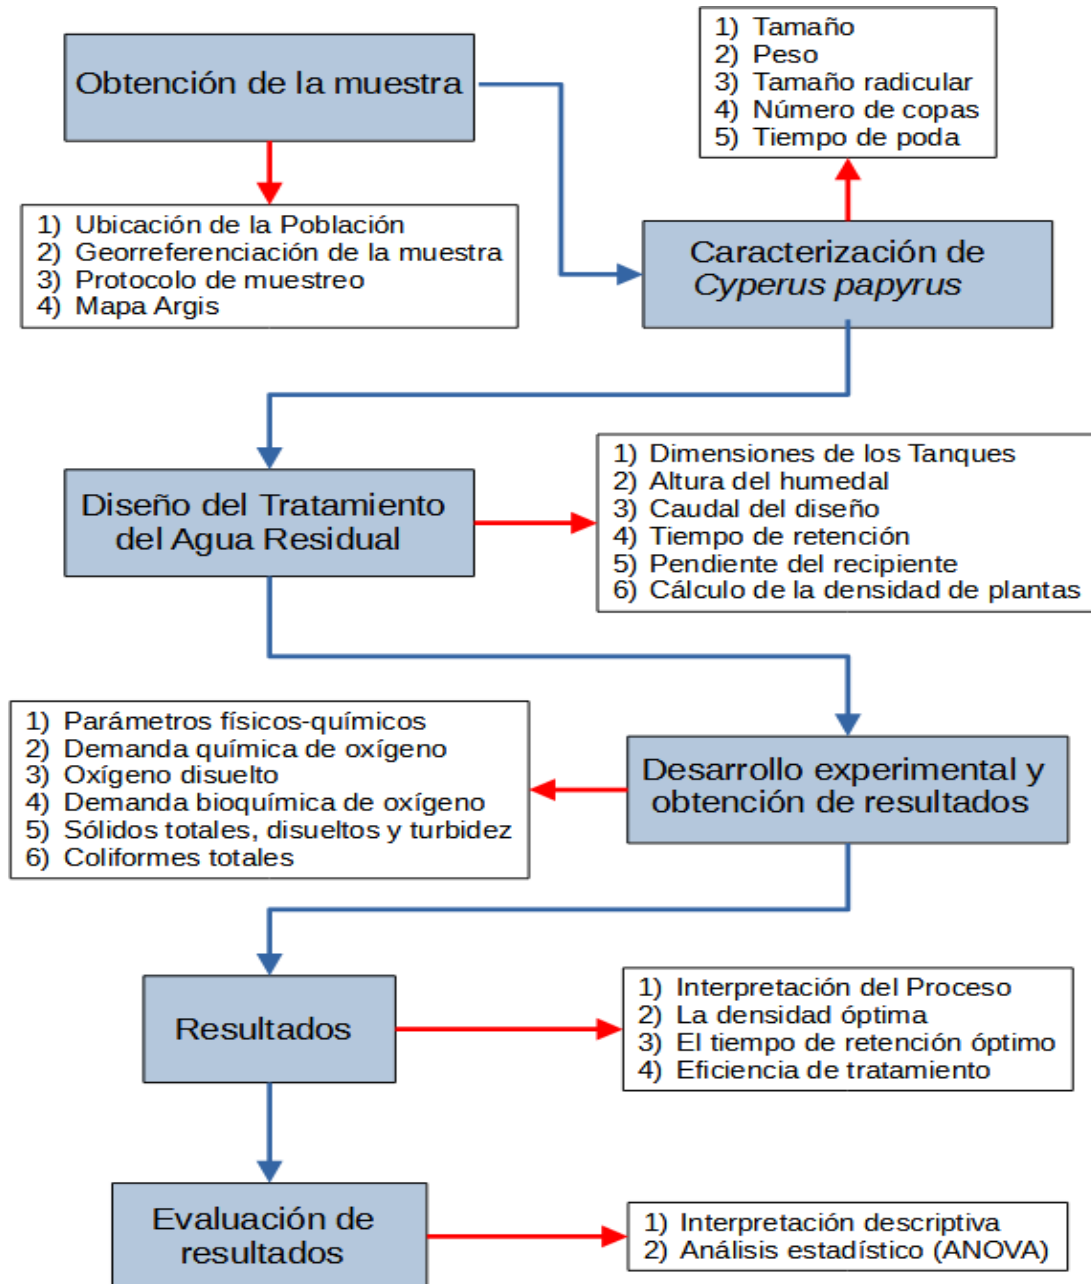 Obtención de la muestra
1) Tamaño
2) Peso
3) Tamaño radicular
4) Número de copas
5) Tiempo de poda
1) Ubicación de la Población
2) Georreferenciación de la muestra
3) Protocolo de muestreo
4) Mapa Argis
Caracterización de
Cyperus papyrus
Diseño del Tratamiento
del Agua Residual
1) Dimensiones de los Tanques
2) Altura del humedal
3) Caudal del diseño
4) Tiempo de retención
5) Pendiente del recipiente
6) Cálculo de la densidad de plantas
1) Parámetros físicos-químicos
2) Demanda química de oxígeno
3) Oxígeno disuelto
4) Demanda bioquímica de oxígeno
5) Sólidos totales, disueltos y turbidez
6) Coliformes totales
Desarrollo experimental y
obtención de resultados
Resultados
1) Interpretación del Proceso
2) La densidad óptima
3) El tiempo de retención óptimo
4) Eficiencia de tratamiento
Evaluación de
resultados
1) Interpretación descriptiva
2) Análisis estadístico (ANOVA)